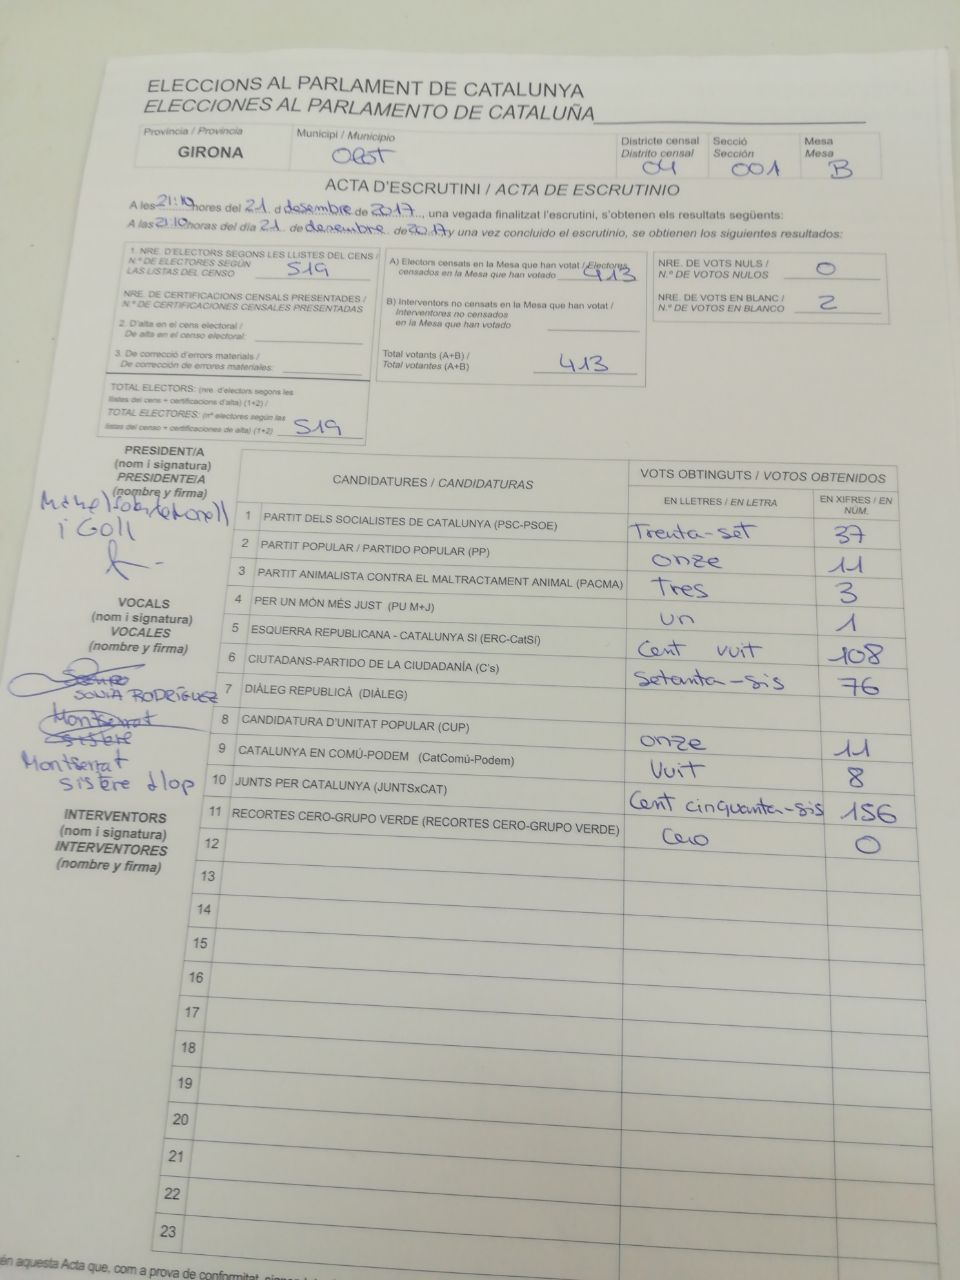 ELECCIONS AL PARLAMENT DE CATALUNYA
ELECCIONES AL PARLAMENTO DE CATALUÑA
Província / Provincia
GIRONA
Municipi / Municipio
OLOT
Districte censal
Distrito censal
04
Secció
Sección
001
Mesa
Mesa
B
ACTA D'ESCRUTINI / ACTA DE ESCRUTINIO
A les 21:10 hores del 21 d desembre de 2017, una vegada finalitzat l'escrutini, s'obtenen els resultats següents:
A las 21:10 horas del día 21 de desembre de 2017 y una vez concluido el escrutinio, se obtienen los siguientes resultados:
1. NRE. D'ELECTORS SEGONS LES LLISTES DEL CENS /
N.º DE ELECTORES SEGÚN
LAS LISTAS DEL CENSO 519
NRE. DE CERTIFICACIONS CENSALS PRESENTADES /
N.º DE CERTIFICACIONES CENSALES PRESENTADAS
2. D'alta en el cens electoral /
De alta en el censo electoral:
3. De correcció d'errors materials /
De corrección de errores materiales:
TOTAL ELECTORS: (nre. d'electors segons les
llistes del cens + certificacions d'alta) (1+2) /
TOTAL ELECTORES: (nº electores según las
listas del censo + certificaciones de alta) (1+2) 519
A) Electors censats en la Mesa que han votat / Electores
censados en la Mesa que han votado 413
B) Interventors no censats en la Mesa que han votat /
Interventores no censados
en la Mesa que han votado
Total votants (A+B) /
Total votantes (A+B) 413
NRE. DE VOTS NULS /
N.º DE VOTOS NULOS 0
NRE. DE VOTS EN BLANC /
N.º DE VOTOS EN BLANCO 2
PRESIDENT/A
(nom i signatura)
PRESIDENTE/A
(nombre y firma)
i Goll
VOCALS
(nom i signatura)
VOCALES
(nombre y firma)
SONIA RODRÍGUEZ
Montserrat
sistere
Montserrat
sistere llop
INTERVENTORS
(nom i signatura)
INTERVENTORES
(nombre y firma)
CANDIDATURES / CANDIDATURAS
VOTS OBTINGUTS / VOTOS OBTENIDOS
EN LLETRES / EN LETRA
EN XIFRES / EN NÚM.
1 PARTIT DELS SOCIALISTES DE CATALUNYA (PSC-PSOE) Trenta-set 37
2 PARTIT POPULAR / PARTIDO POPULAR (PP) onze 11
3 PARTIT ANIMALISTA CONTRA EL MALTRACTAMENT ANIMAL (PACMA) Tres 3
4 PER UN MÓN MÉS JUST (PU M+J) un 1
5 ESQUERRA REPUBLICANA - CATALUNYA SI (ERC-CatSí) Cent vuit 108
6 CIUTADANS-PARTIDO DE LA CIUDADANÍA (C's) Setanta-sis 76
7 DIÀLEG REPUBLICÀ (DIÀLEG)
8 CANDIDATURA D'UNITAT POPULAR (CUP) onze 11
9 CATALUNYA EN COMÚ-PODEM (CatComú-Podem) Vuit 8
10 JUNTS PER CATALUNYA (JUNTSxCAT) Cent cinquanta-sis 156
11 RECORTES CERO-GRUPO VERDE (RECORTES CERO-GRUPO VERDE) Cero 0
12
13
14
15
16
17
18
19
20
21
22
23
én aquesta Acta que, com a prova de conformitat,